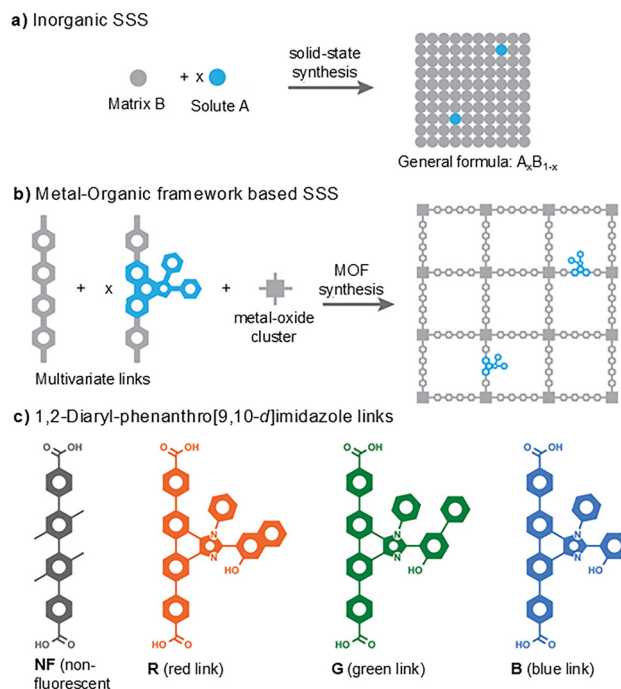 a) Inorganic SSS
+ x
solid-state
synthesis
Matrix B
Solute A
General formula: AₓB₁₋ₓ
b) Metal-Organic framework based SSS
+
x
+
MOF
synthesis
metal-oxide
cluster
Multivariate links
c) 1,2-Diaryl-phenanthro[9,10-d]imidazole links
O OH
O OH
O OH
O OH
N
N
HO
N
N
HO
N
N
HO
HO O
HO O
HO O
HO O
NF (non-
fluorescent
R (red link)
G (green link)
B (blue link)